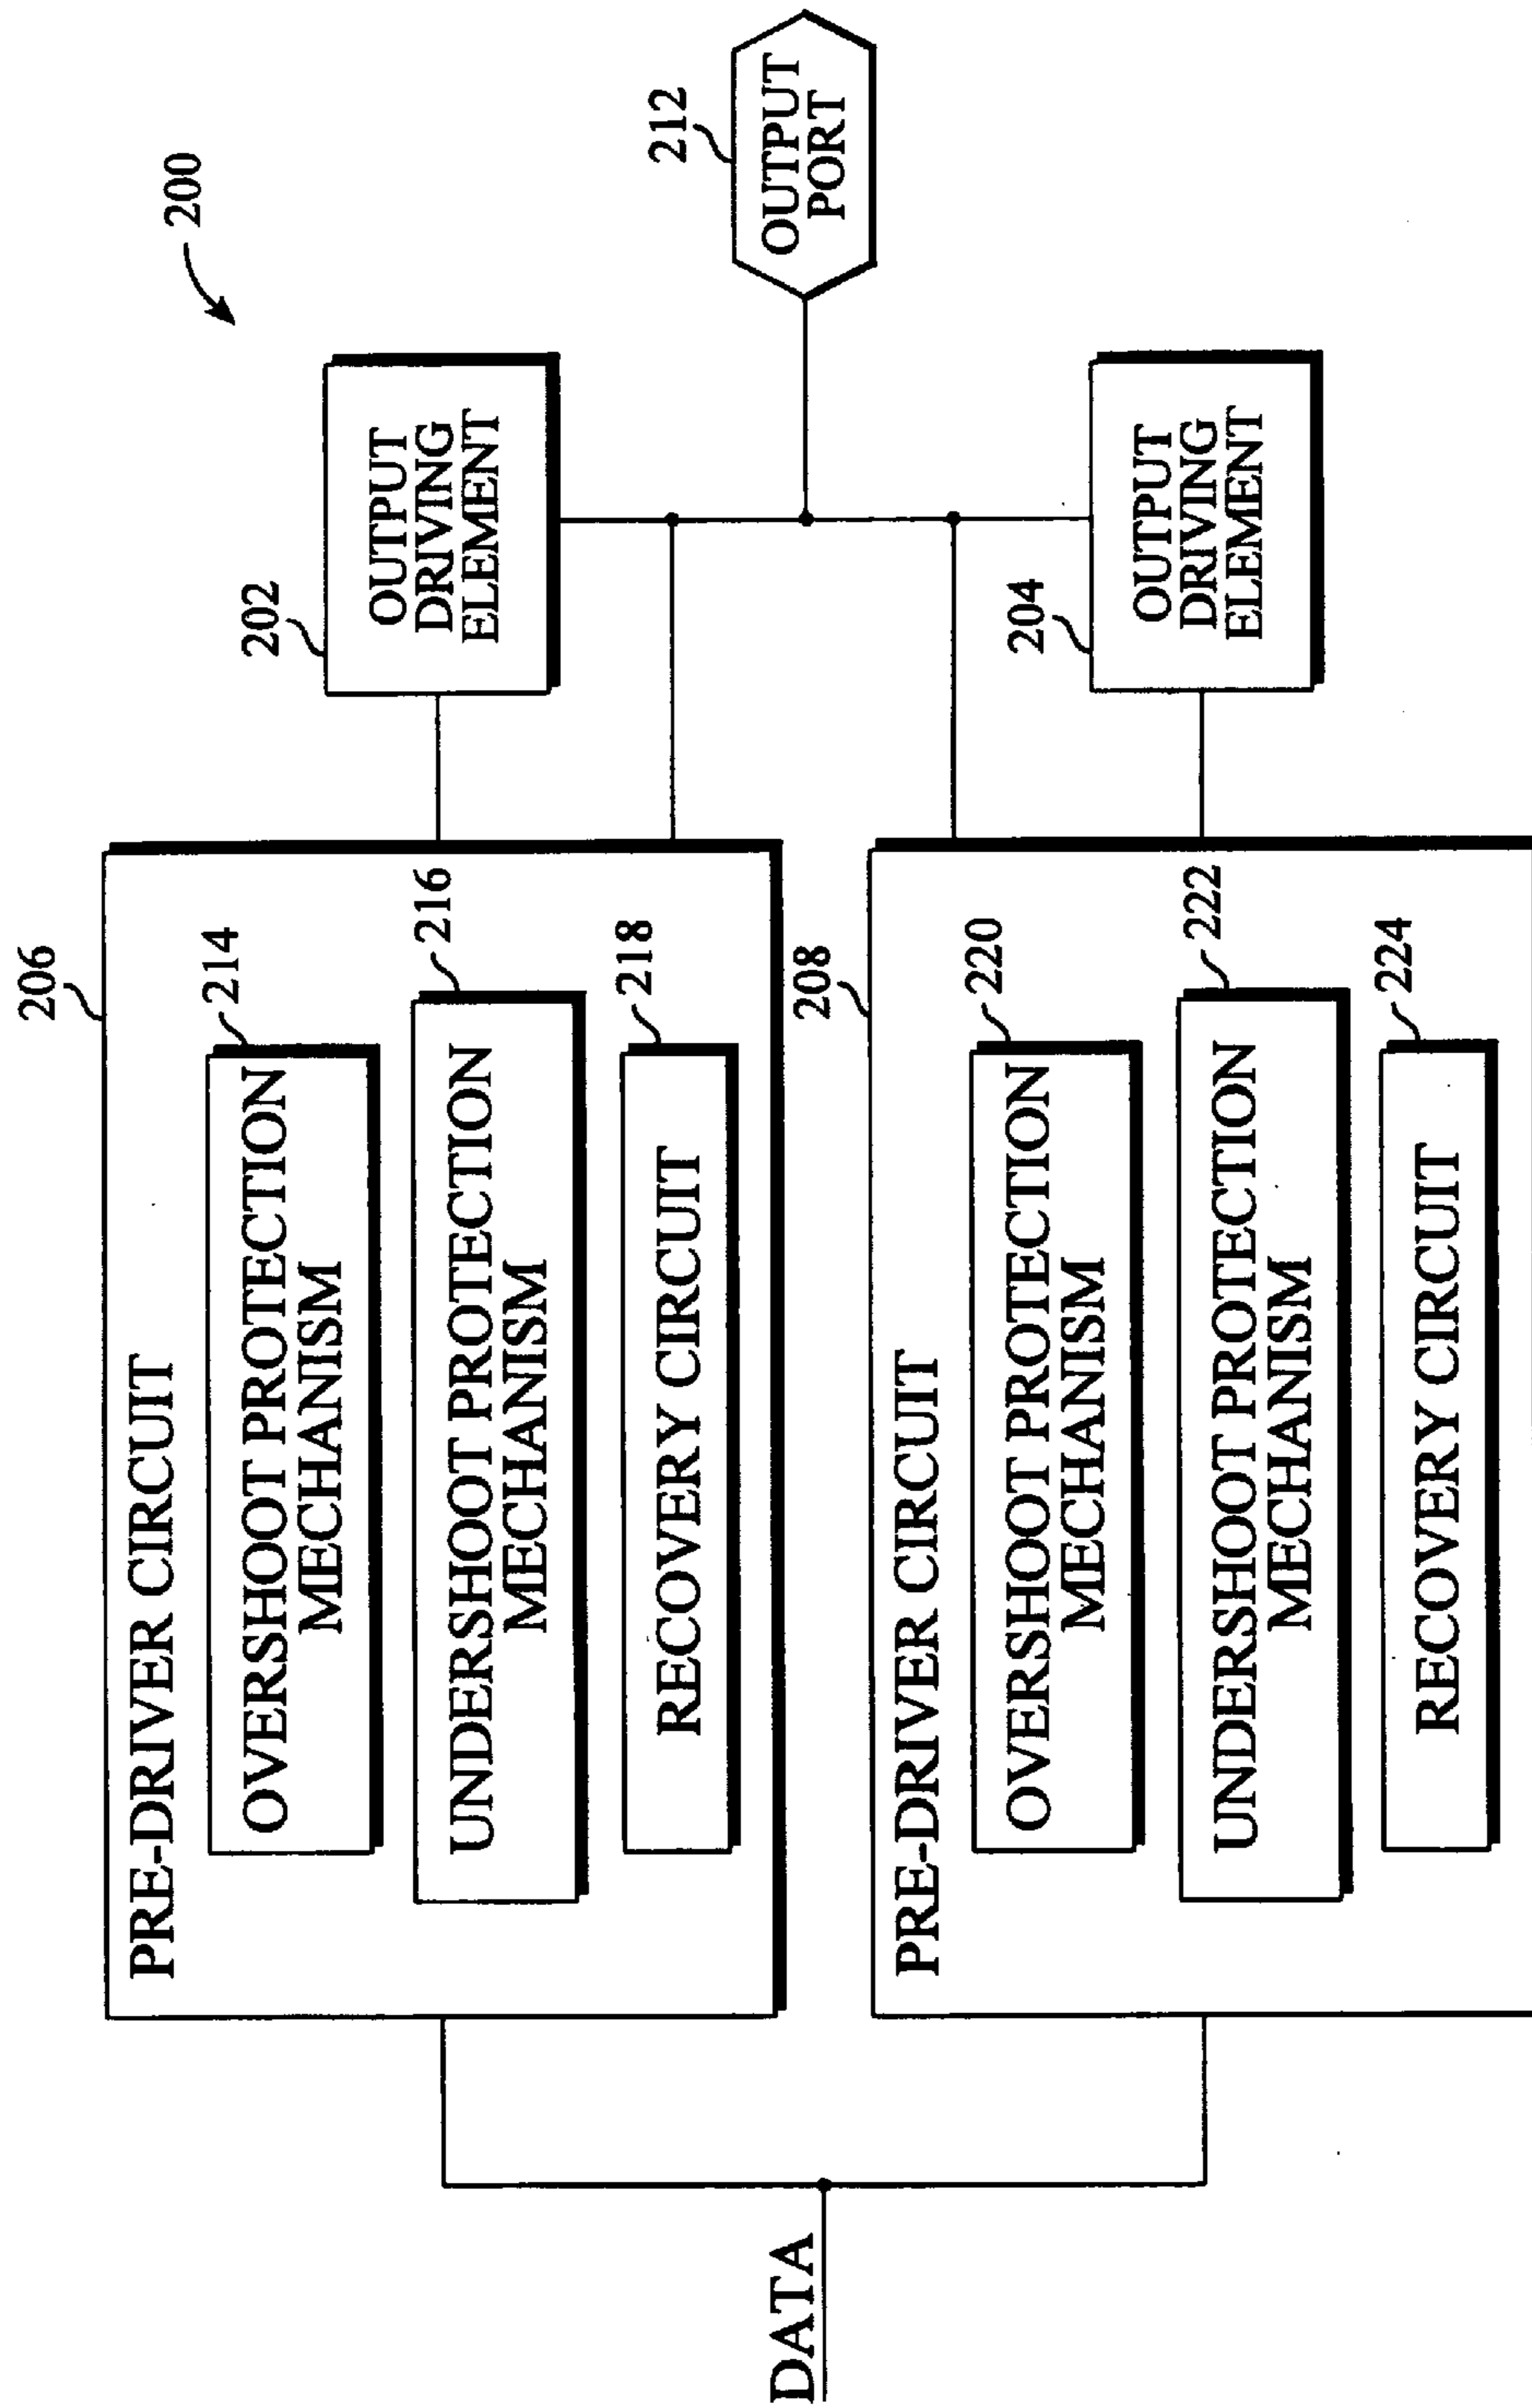 200
206
PRE-DRIVER CIRCUIT
214
OVERSHOOT PROTECTION
MECHANISM
216
UNDERSHOOT PROTECTION
MECHANISM
218
RECOVERY CIRCUIT
202
OUTPUT
DRIVING
ELEMENT
212
OUTPUT
PORT
DATA
208
PRE-DRIVER CIRCUIT
220
OVERSHOOT PROTECTION
MECHANISM
222
UNDERSHOOT PROTECTION
MECHANISM
224
RECOVERY CIRCUIT
204
OUTPUT
DRIVING
ELEMENT